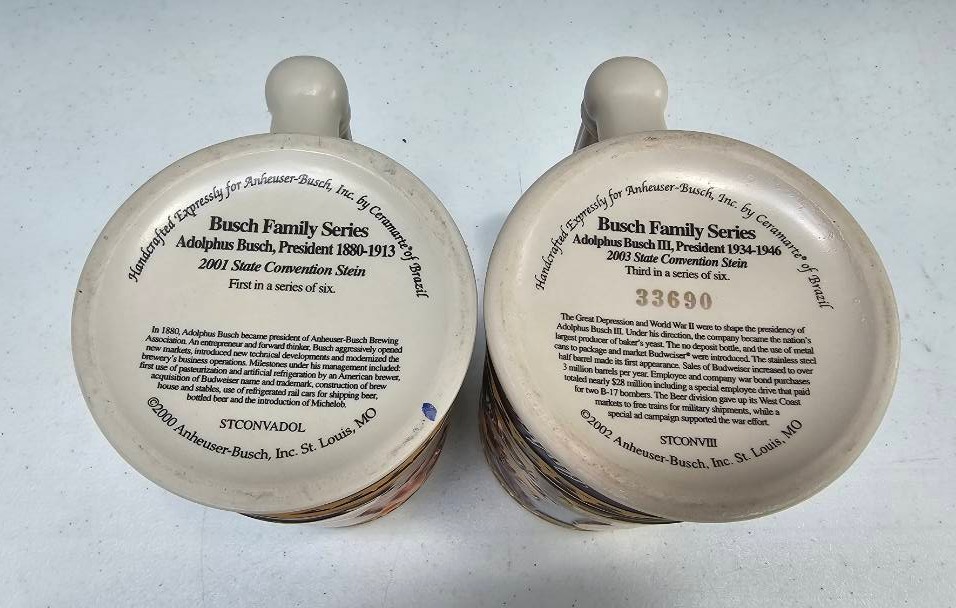 Handcrafted Expressly for Anheuser-Busch, Inc. by Ceramarte® of Brazil
Busch Family Series
Adolphus Busch, President 1880-1913
2001 State Convention Stein
First in a series of six.
In 1880, Adolphus Busch became president of Anheuser-Busch Brewing
Association. An entrepreneur and forward thinker, Busch aggressively opened
new markets, introduced new technical developments and modernized the
brewery's business operations. Milestones under his management included:
first use of pasteurization and artificial refrigeration by an American brewer,
acquisition of Budweiser name and trademark, construction of brew
house and stables, use of refrigerated rail cars for shipping beer,
bottled beer and the introduction of Michelob.
STCONVADOL
©2000 Anheuser-Busch, Inc. St. Louis, MO
Handcrafted Expressly for Anheuser-Busch, Inc. by Ceramarte® of Brazil
Busch Family Series
Adolphus Busch III, President 1934-1946
2003 State Convention Stein
Third in a series of six.
33690
The Great Depression and World War II were to shape the presidency of
Adolphus Busch III. Under his direction, the company became the nation's
largest producer of baker's yeast. The no deposit bottle, and the use of metal
cans to package and market Budweiser® were introduced. The stainless steel
half barrel made its first appearance. Sales of Budweiser increased to over
3 million barrels per year. Employee and company war bond purchases
totaled nearly $28 million including a special employee drive that paid
for two B-17 bombers. The Beer division gave up its West Coast
markets to free trains for military shipments, while a
special ad campaign supported the war effort.
STCONVIII
©2002 Anheuser-Busch, Inc. St. Louis, MO